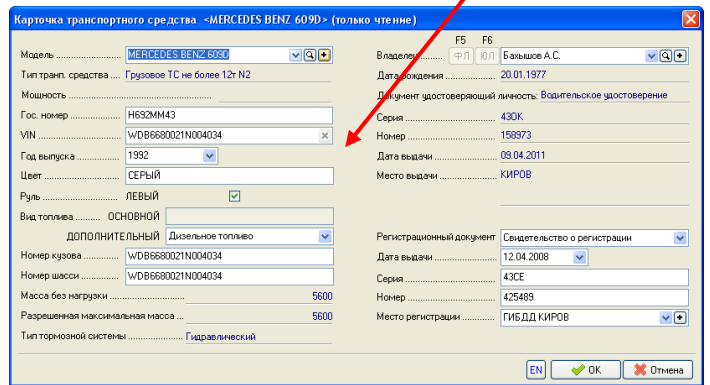 Карточка транспортного средства <MERCEDES BENZ 609D> (только чтение)
F5 F6
Модель MERCEDES BENZ 609D
Владелец ФЛ ЮЛ Бакышов А.С.
Тип трансп. средства Грузовое ТС не более 12т N2
Дата рождения 20.01.1977
Мощность
Документ удостоверяющий личность: Водительское удостоверение
Гос. номер Н692ММ43
Серия 43ОК
VIN WDB6680021N004034
Номер 158973
Год выпуска 1992
Дата выдачи 09.04.2011
Цвет СЕРЫЙ
Место выдачи КИРОВ
Руль ЛЕВЫЙ
Вид топлива ОСНОВНОЙ
ДОПОЛНИТЕЛЬНЫЙ Дизельное топливо
Регистрационный документ Свидетельство о регистрации
Номер кузова WDB6680021N004034
Дата выдачи 12.04.2008
Номер шасси WDB6680021N004034
Серия 43СЕ
Масса без нагрузки 5600
Номер 425489
Разрешенная максимальная масса ... 5600
Место регистрации ГИБДД КИРОВ
Тип тормозной системы Гидравлический
EN OK Отмена